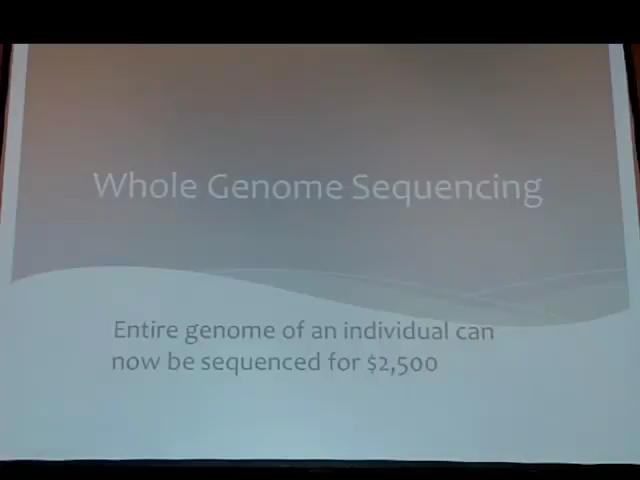 Whole Genome Sequencing
Entire genome of an individual can
now be sequenced for $2,500